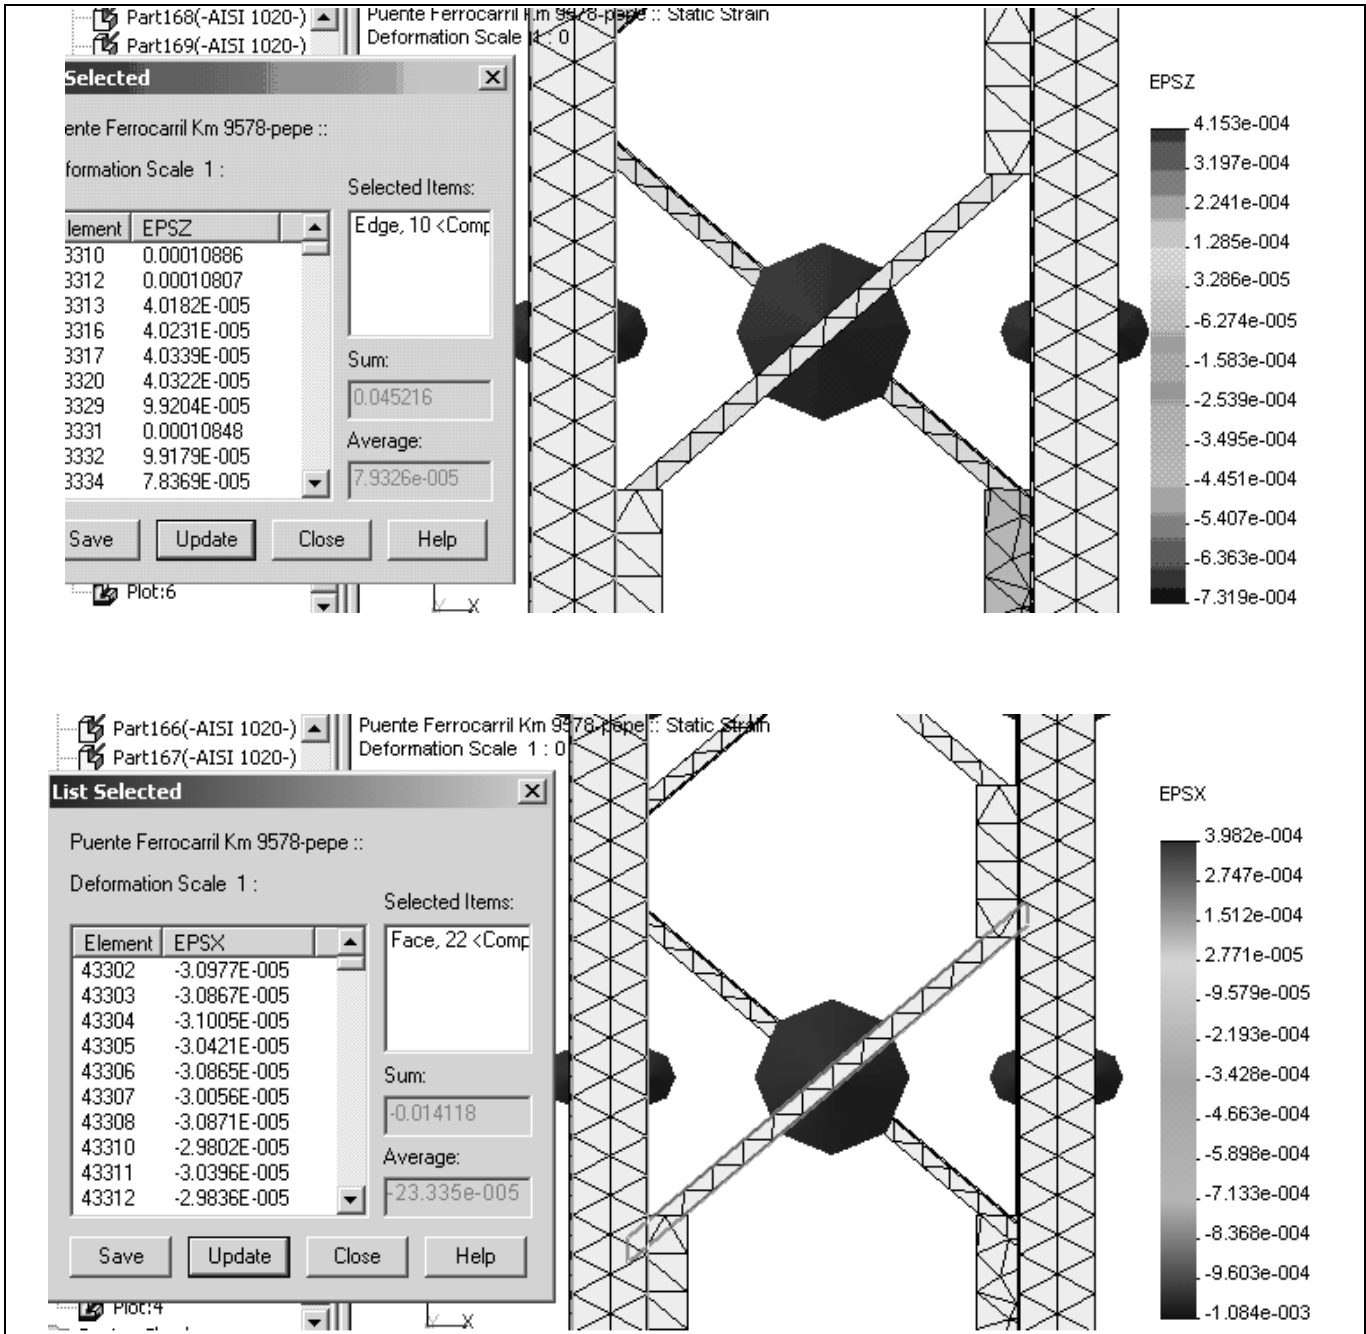 Part168(-AISI 1020-)
Part169(-AISI 1020-)
Puente Ferrocarril Km 9578-pepe :: Static Strain
Deformation Scale 1 : 0
Selected
ente Ferrocarril Km 9578-pepe ::
formation Scale 1 :
Selected Items:
lement EPSZ
Edge, 10 <Comp
3310 0.00010886
3312 0.00010807
3313 4.0182E-005
3316 4.0231E-005
3317 4.0339E-005
3320 4.0322E-005
3329 9.9204E-005
3331 0.00010848
3332 9.9179E-005
3334 7.8369E-005
Sum:
0.045216
Average:
7.9326e-005
Save Update Close Help
Plot:6
X
EPSZ
4.153e-004
3.197e-004
2.241e-004
1.285e-004
3.286e-005
-6.274e-005
-1.583e-004
-2.539e-004
-3.495e-004
-4.451e-004
-5.407e-004
-6.363e-004
-7.319e-004
Part166(-AISI 1020-)
Part167(-AISI 1020-)
Puente Ferrocarril Km 9578-pepe :: Static Strain
Deformation Scale 1 : 0
List Selected
Puente Ferrocarril Km 9578-pepe ::
Deformation Scale 1 :
Selected Items:
Element EPSX
Face, 22 <Comp
43302 -3.0977E-005
43303 -3.0867E-005
43304 -3.1005E-005
43305 -3.0421E-005
43306 -3.0865E-005
43307 -3.0056E-005
43308 -3.0871E-005
43310 -2.9802E-005
43311 -3.0396E-005
43312 -2.9836E-005
Sum:
-0.014118
Average:
-23.335e-005
Save Update Close Help
Plot:4
X
EPSX
3.982e-004
2.747e-004
1.512e-004
2.771e-005
-9.579e-005
-2.193e-004
-3.428e-004
-4.663e-004
-5.898e-004
-7.133e-004
-8.368e-004
-9.603e-004
-1.084e-003